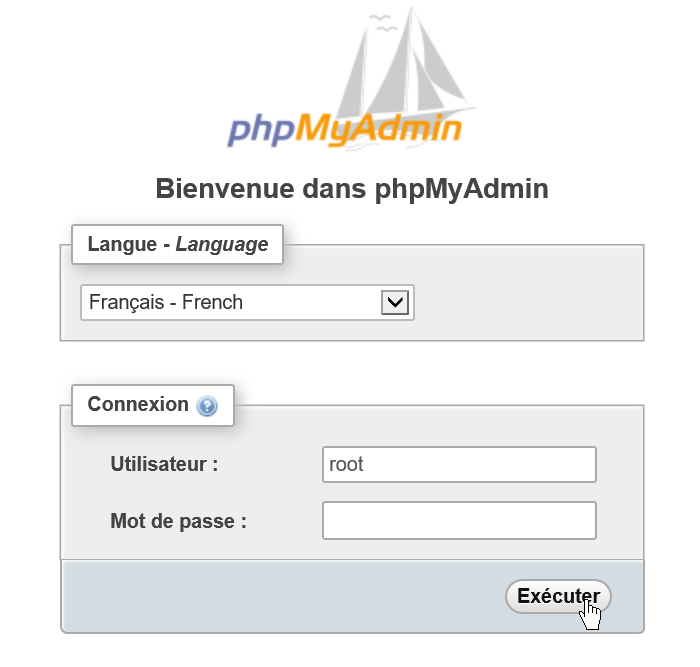 phpMyAdmin
Bienvenue dans phpMyAdmin
Langue - Language
Français - French
Connexion ?
Utilisateur :
root
Mot de passe :
Exécuter